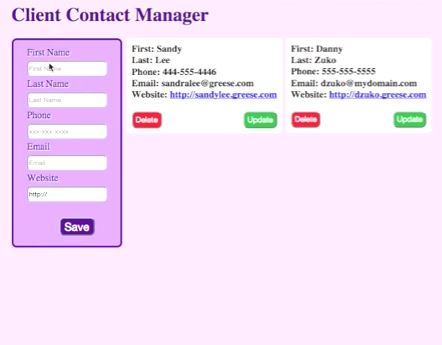 Client Contact Manager
First Name
First Name
Last Name
Last Name
Phone
xxx-xxx-xxxx
Email
Email
Website
http://
Save
First: Sandy
Last: Lee
Phone: 444-555-4446
Email: sandralee@greese.com
Website: http://sandylee.greese.com
Delete
Update
First: Danny
Last: Zuko
Phone: 555-555-5555
Email: dzuko@mydomain.com
Website: http://dzuko.greese.com
Delete
Update